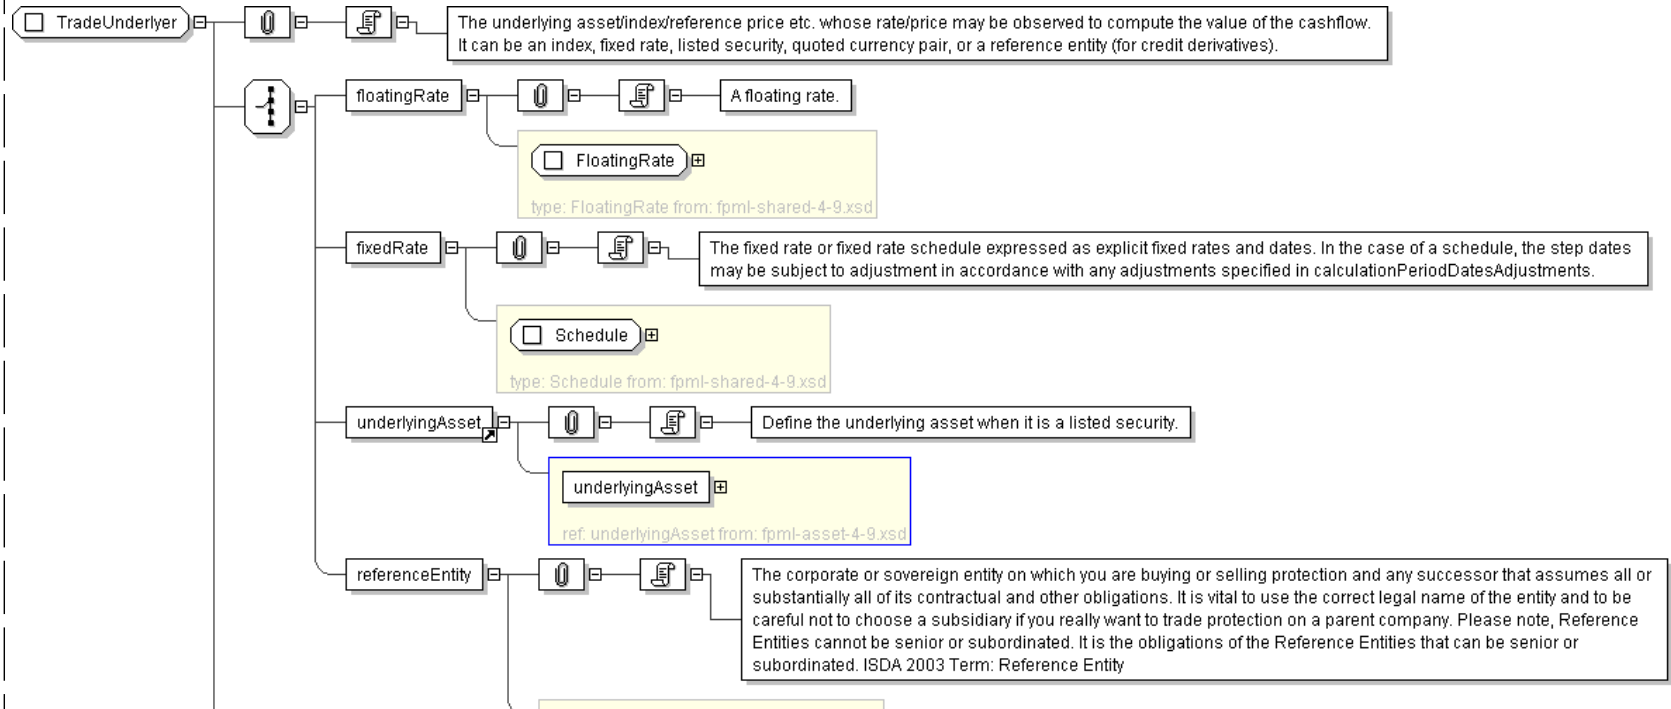 TradeUnderlyer
The underlying asset/index/reference price etc. whose rate/price may be observed to compute the value of the cashflow.
It can be an index, fixed rate, listed security, quoted currency pair, or a reference entity (for credit derivatives).
floatingRate
A floating rate.
FloatingRate
type: FloatingRate from: fpml-shared-4-9.xsd
fixedRate
The fixed rate or fixed rate schedule expressed as explicit fixed rates and dates. In the case of a schedule, the step dates
may be subject to adjustment in accordance with any adjustments specified in calculationPeriodDatesAdjustments.
Schedule
type: Schedule from: fpml-shared-4-9.xsd
underlyingAsset
Define the underlying asset when it is a listed security.
underlyingAsset
ref: underlyingAsset from: fpml-asset-4-9.xsd
referenceEntity
The corporate or sovereign entity on which you are buying or selling protection and any successor that assumes all or
substantially all of its contractual and other obligations. It is vital to use the correct legal name of the entity and to be
careful not to choose a subsidiary if you really want to trade protection on a parent company. Please note, Reference
Entities cannot be senior or subordinated. It is the obligations of the Reference Entities that can be senior or
subordinated. ISDA 2003 Term: Reference Entity